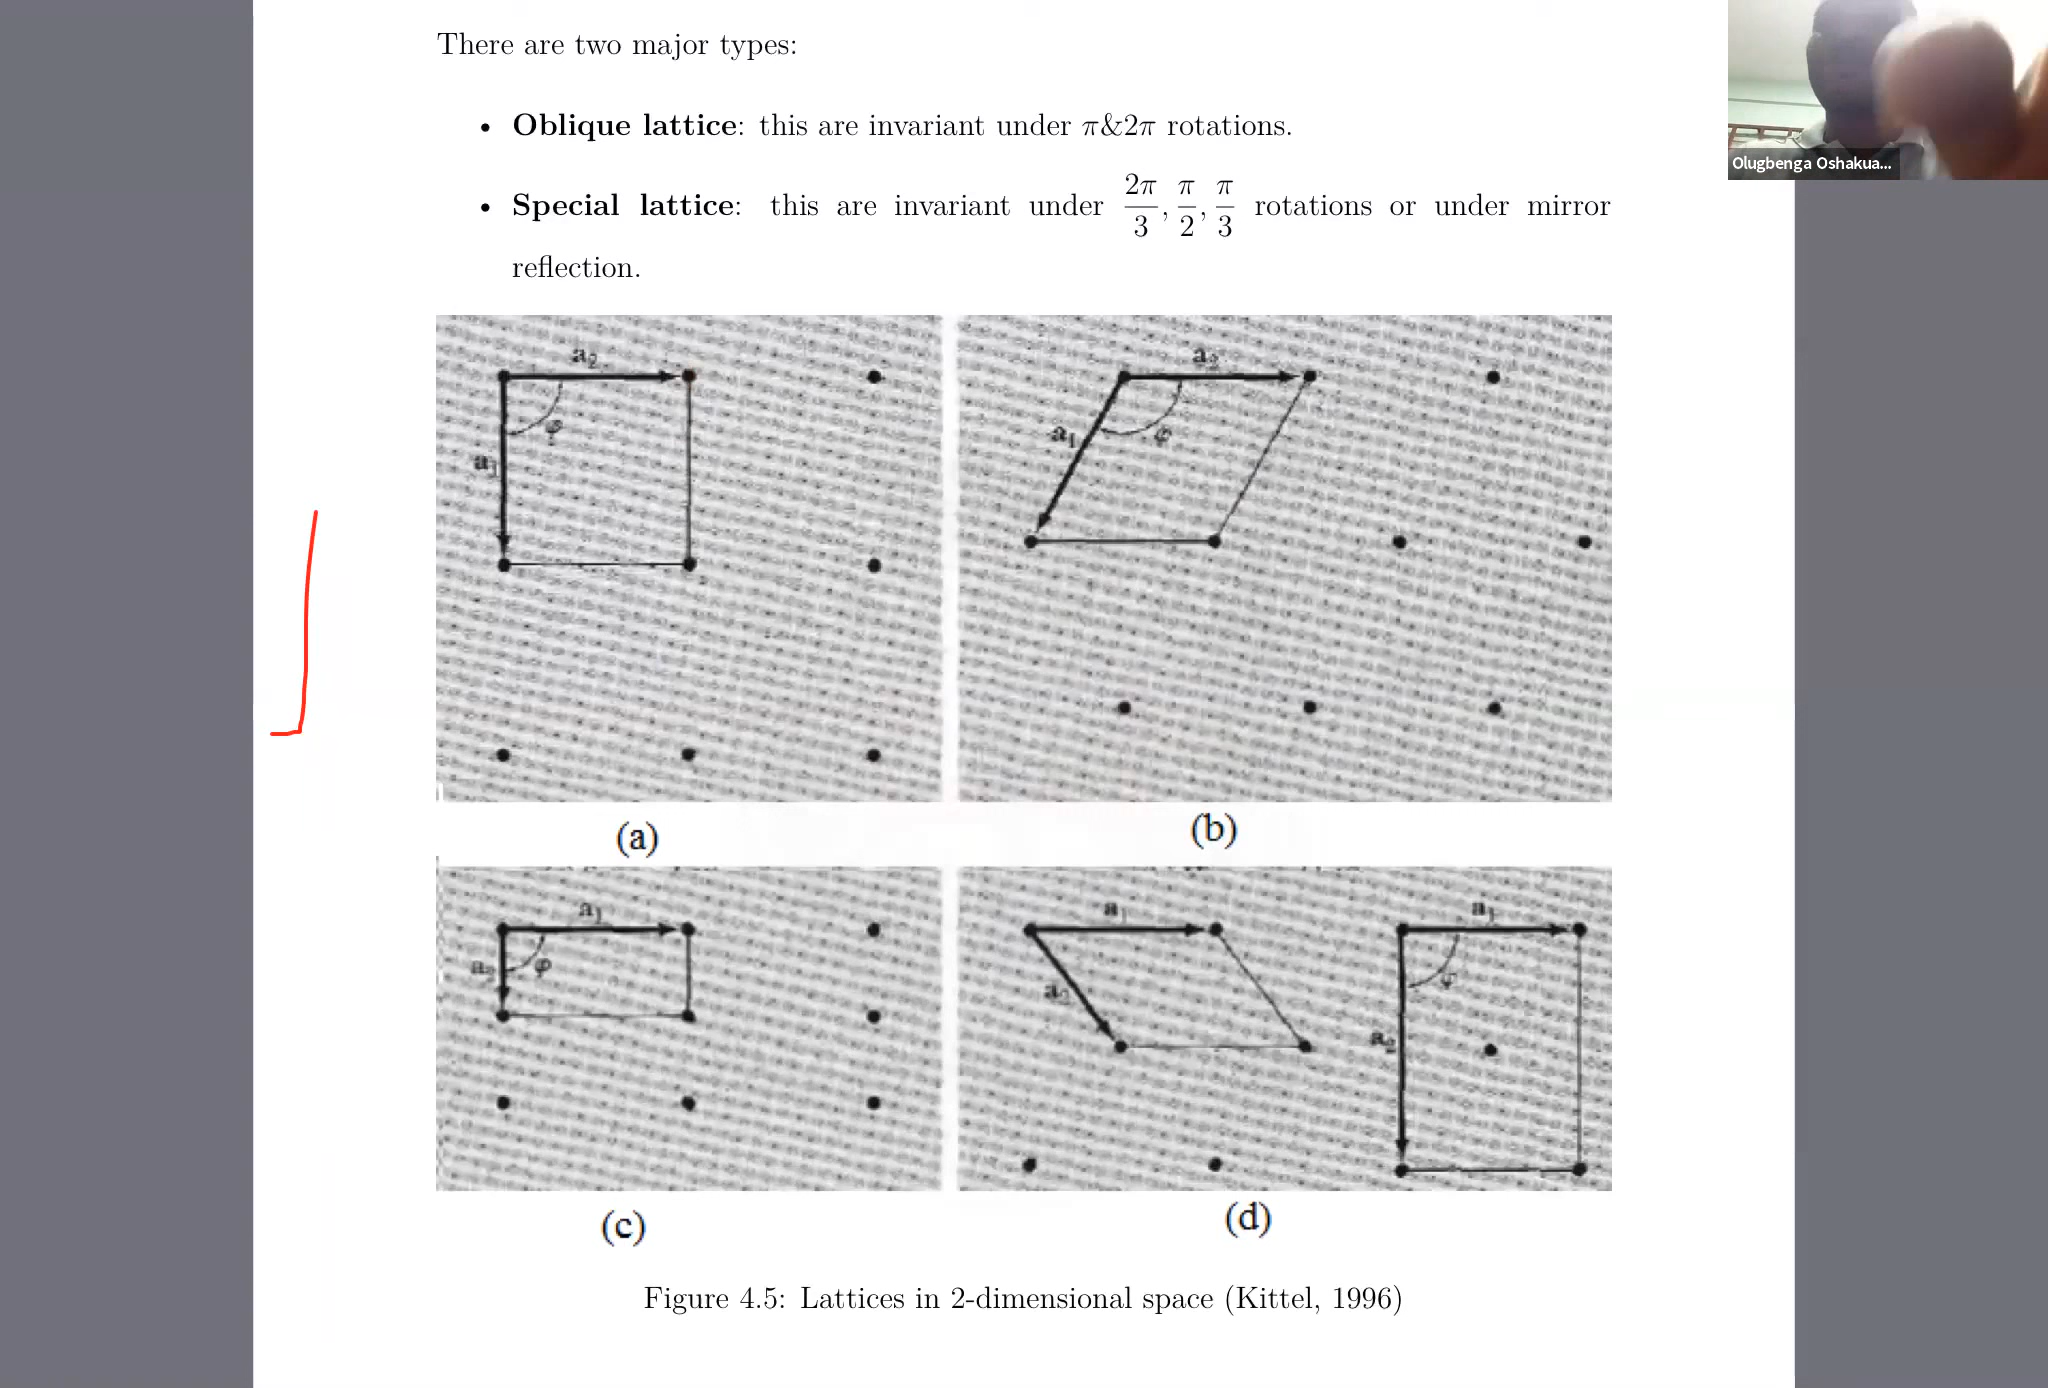 There are two major types:
• Oblique lattice: this are invariant under π&2π rotations.
• Special lattice: this are invariant under 2π/3, π/2, π/3 rotations or under mirror
reflection.
Olugbenga Oshakua...
a₂
φ
a₁
a₂
a₁
φ
(a)
(b)
a₁
a₂
φ
a₁
a₂
a₁
φ
a₂
(c)
(d)
Figure 4.5: Lattices in 2-dimensional space (Kittel, 1996)